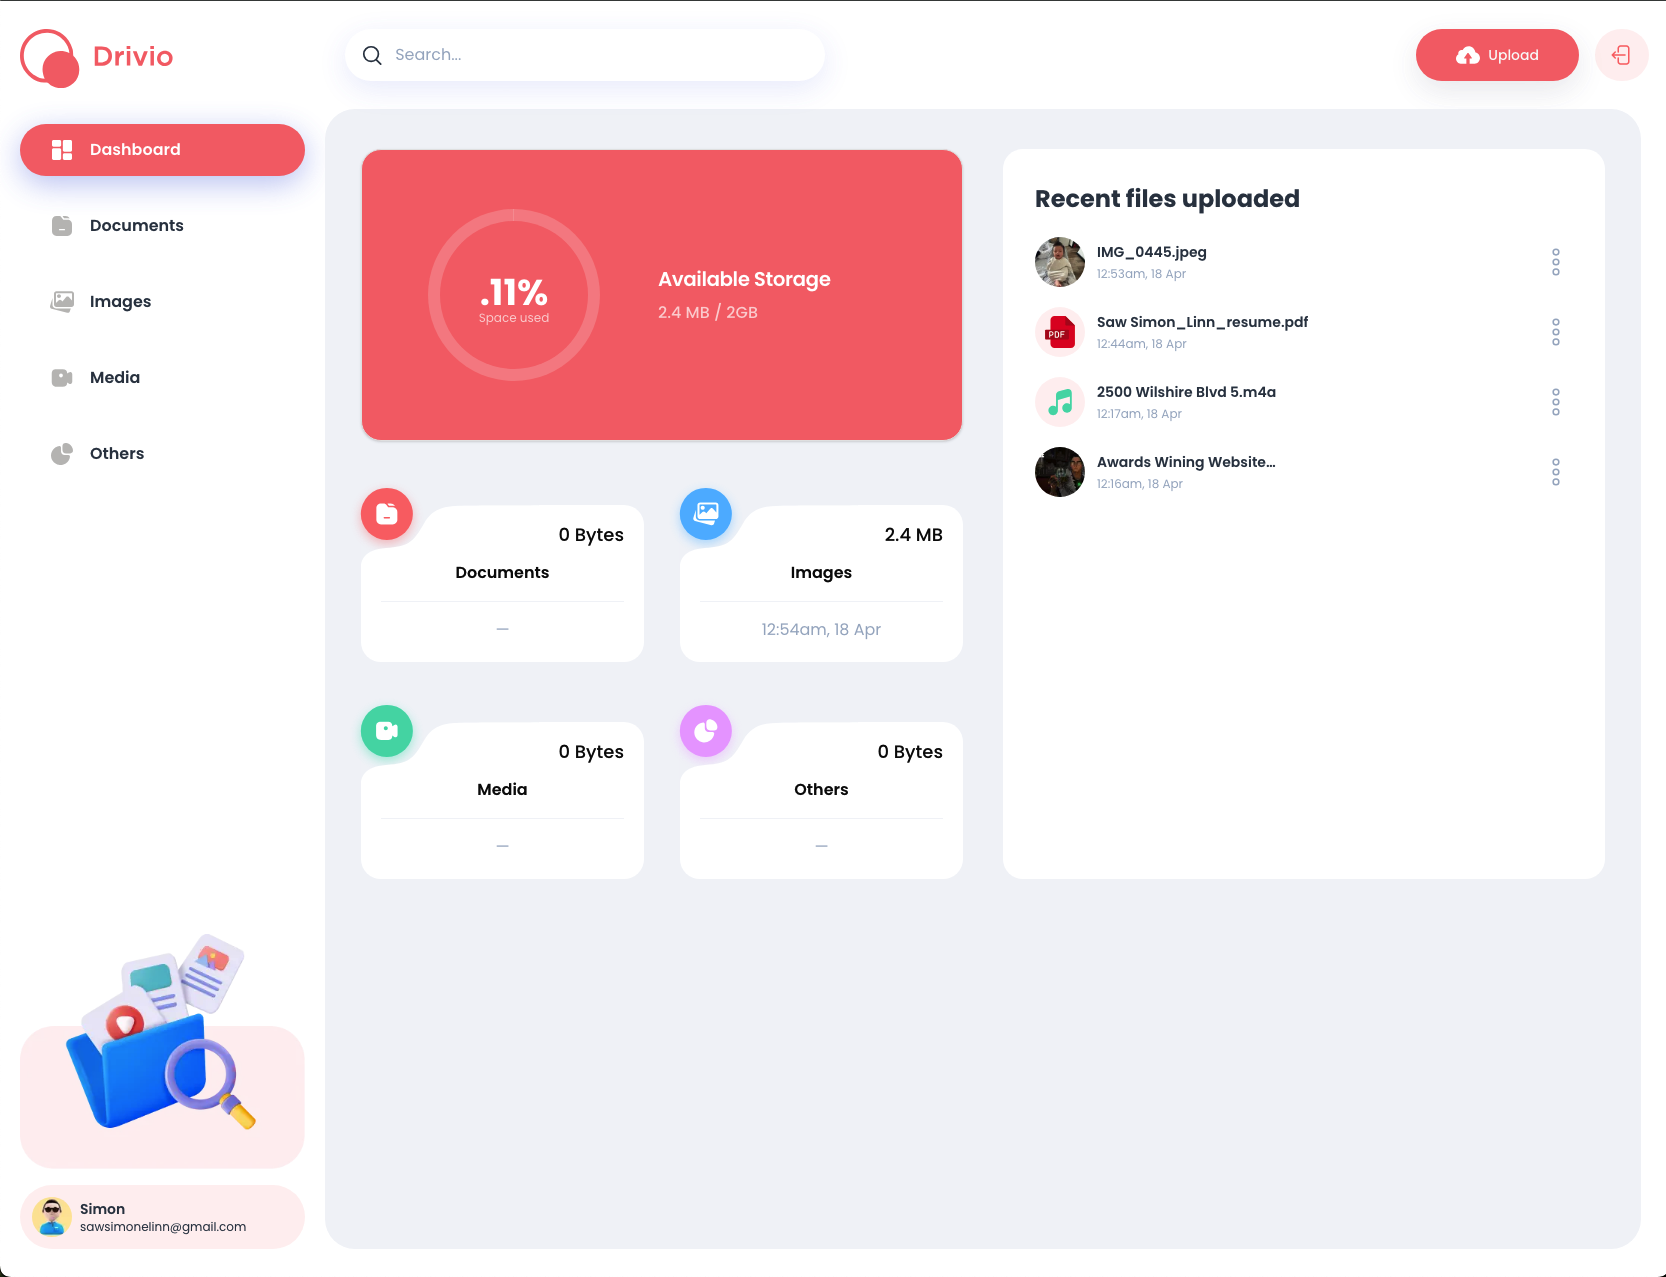 Drivio
Search...
Upload
Dashboard
Documents
Images
Media
Others
.11%
Space used
Available Storage
2.4 MB / 2GB
Recent files uploaded
IMG_0445.jpeg
12:53am, 18 Apr
PDF
Saw Simon_Linn_resume.pdf
12:44am, 18 Apr
2500 Wilshire Blvd 5.m4a
12:17am, 18 Apr
Awards Wining Website...
12:16am, 18 Apr
0 Bytes
Documents
—
2.4 MB
Images
12:54am, 18 Apr
0 Bytes
Media
—
0 Bytes
Others
—
Simon
sawsimonelinn@gmail.com